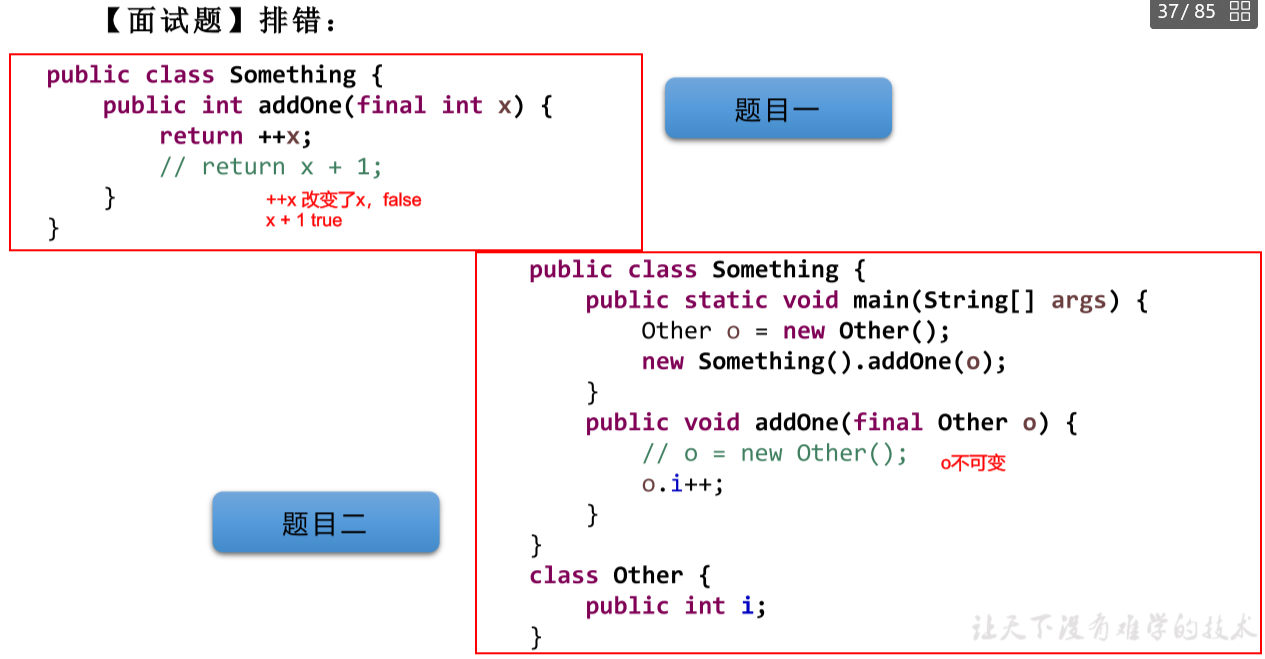 【面试题】排错：
37/ 85
public class Something {
public int addOne(final int x) {
return ++x;
// return x + 1;
}
}
++x 改变了x，false
x + 1 true
题目一
public class Something {
public static void main(String[] args) {
Other o = new Other();
new Something().addOne(o);
}
public void addOne(final Other o) {
// o = new Other();
o.i++;
}
}
class Other {
public int i;
}
o不可变
题目二
让天下没有难学的技术